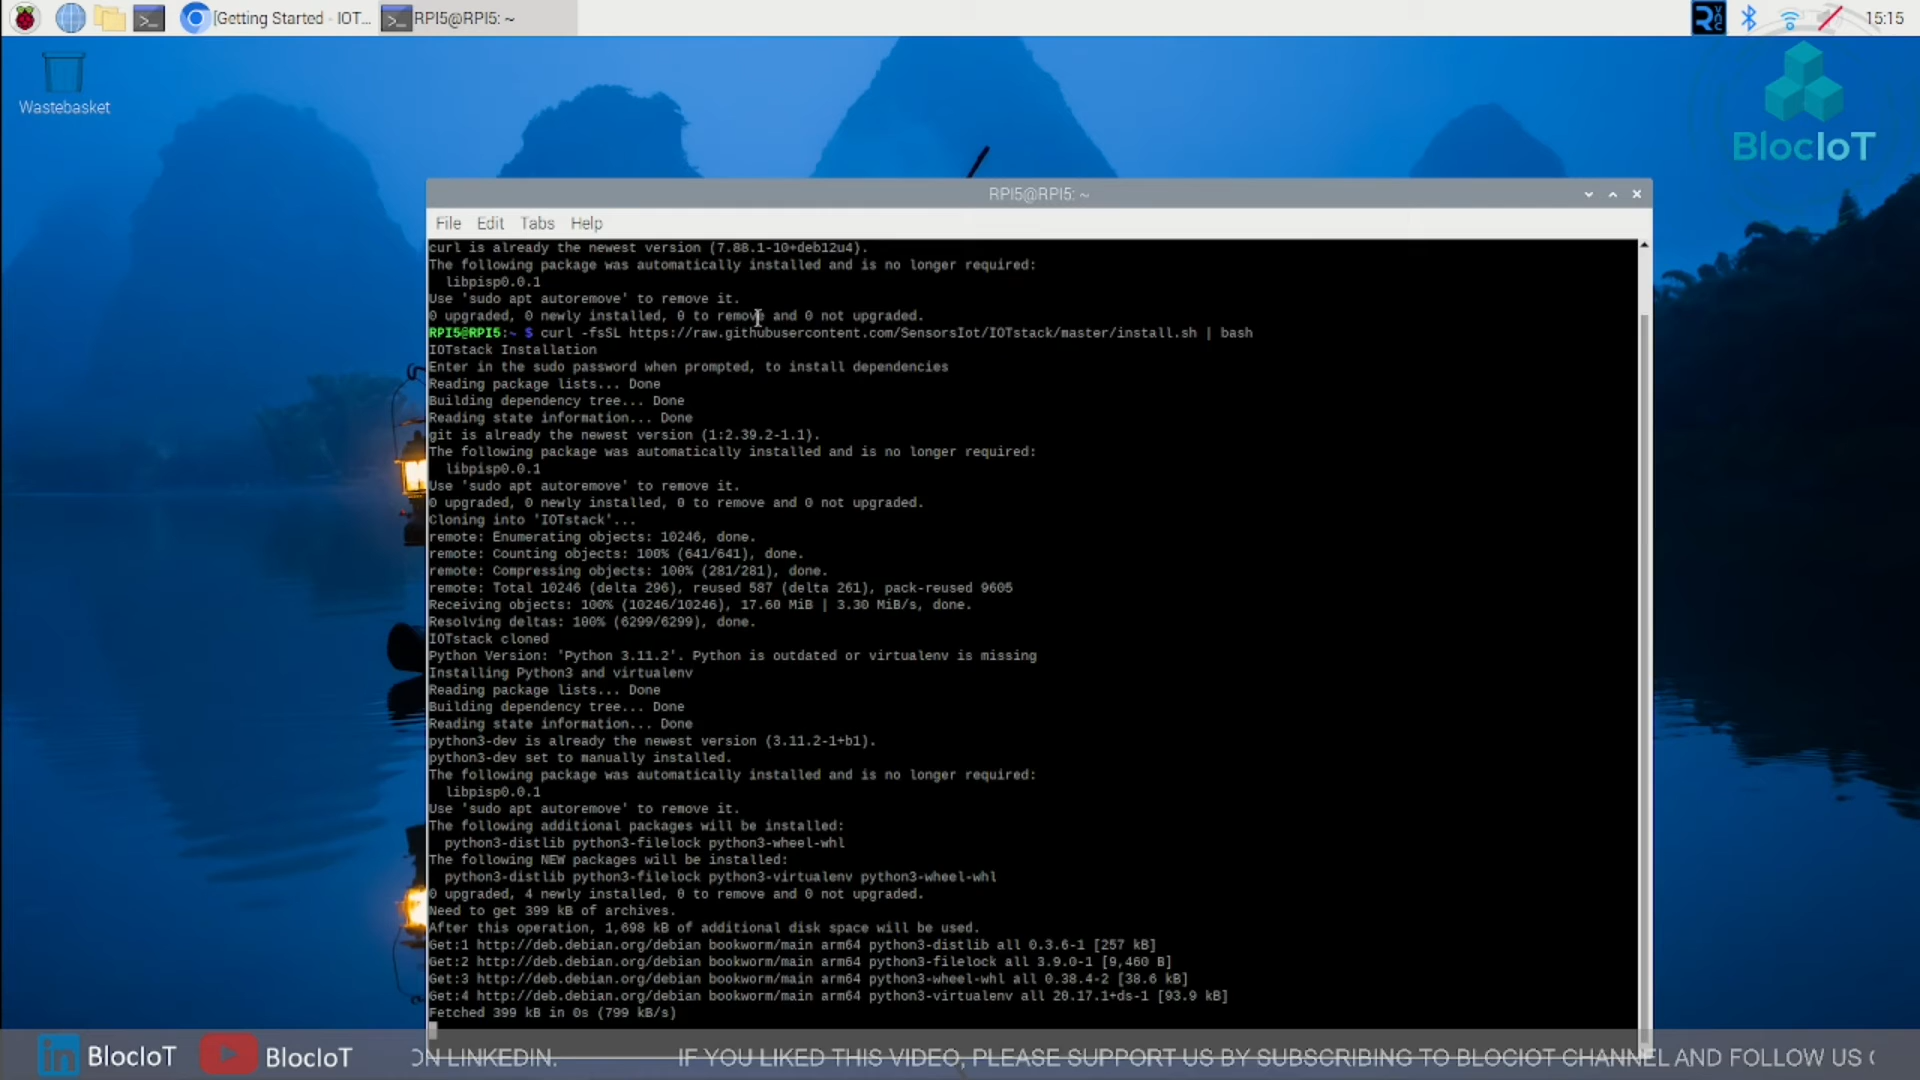 [Getting Started - IOT...
RPI5@RPI5: ~
15:15
Wastebasket
BlocIoT
RPI5@RPI5: ~
File Edit Tabs Help
curl is already the newest version (7.88.1-10+deb12u4).
The following package was automatically installed and is no longer required:
libpisp0.0.1
Use 'sudo apt autoremove' to remove it.
0 upgraded, 0 newly installed, 0 to remove and 0 not upgraded.
RPI5@RPI5:~ $ curl -fsSL https://raw.githubusercontent.com/SensorsIot/IOTstack/master/install.sh | bash
IOTstack Installation
Enter in the sudo password when prompted, to install dependencies
Reading package lists... Done
Building dependency tree... Done
Reading state information... Done
git is already the newest version (1:2.39.2-1.1).
The following package was automatically installed and is no longer required:
libpisp0.0.1
Use 'sudo apt autoremove' to remove it.
0 upgraded, 0 newly installed, 0 to remove and 0 not upgraded.
Cloning into 'IOTstack'...
remote: Enumerating objects: 10246, done.
remote: Counting objects: 100% (641/641), done.
remote: Compressing objects: 100% (281/281), done.
remote: Total 10246 (delta 296), reused 587 (delta 261), pack-reused 9605
Receiving objects: 100% (10246/10246), 17.60 MiB | 3.30 MiB/s, done.
Resolving deltas: 100% (6299/6299), done.
IOTstack cloned
Python Version: 'Python 3.11.2'. Python is outdated or virtualenv is missing
Installing Python3 and virtualenv
Reading package lists... Done
Building dependency tree... Done
Reading state information... Done
python3-dev is already the newest version (3.11.2-1+b1).
python3-dev set to manually installed.
The following package was automatically installed and is no longer required:
libpisp0.0.1
Use 'sudo apt autoremove' to remove it.
The following additional packages will be installed:
python3-distlib python3-filelock python3-wheel-whl
The following NEW packages will be installed:
python3-distlib python3-filelock python3-virtualenv python3-wheel-whl
0 upgraded, 4 newly installed, 0 to remove and 0 not upgraded.
Need to get 399 kB of archives.
After this operation, 1,698 kB of additional disk space will be used.
Get:1 http://deb.debian.org/debian bookworm/main arm64 python3-distlib all 0.3.6-1 [257 kB]
Get:2 http://deb.debian.org/debian bookworm/main arm64 python3-filelock all 3.9.0-1 [9,460 B]
Get:3 http://deb.debian.org/debian bookworm/main arm64 python3-wheel-whl all 0.38.4-2 [38.6 kB]
Get:4 http://deb.debian.org/debian bookworm/main arm64 python3-virtualenv all 20.17.1+ds-1 [93.9 kB]
Fetched 399 kB in 0s (799 kB/s)
in BlocIoT BlocIoT ON LINKEDIN. IF YOU LIKED THIS VIDEO, PLEASE SUPPORT US BY SUBSCRIBING TO BLOCIOT CHANNEL AND FOLLOW US